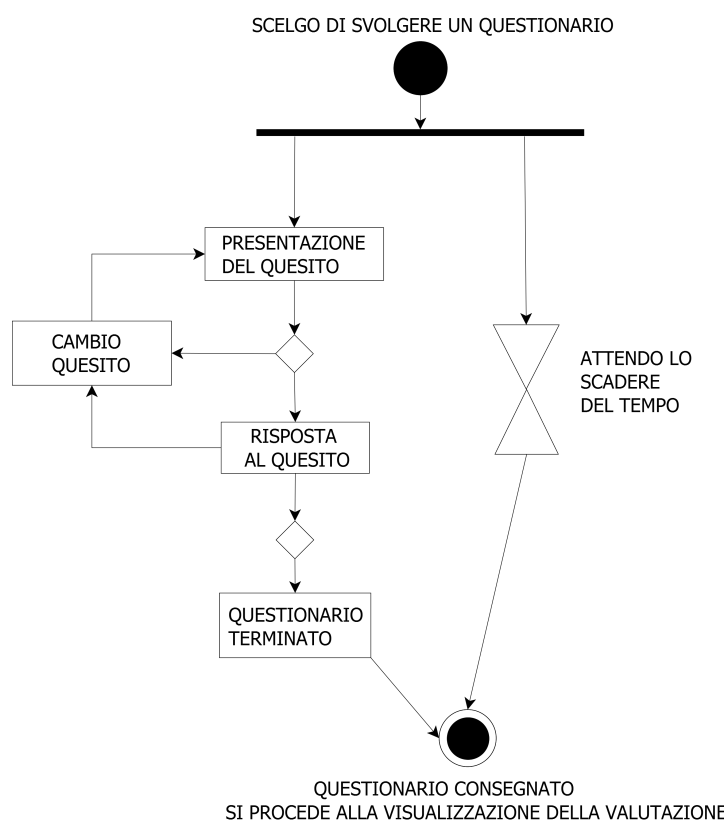 SCELGO DI SVOLGERE UN QUESTIONARIO
PRESENTAZIONE
DEL QUESITO
CAMBIO
QUESITO
ATTENDO LO
SCADERE
DEL TEMPO
RISPOSTA
AL QUESITO
QUESTIONARIO
TERMINATO
QUESTIONARIO CONSEGNATO
SI PROCEDE ALLA VISUALIZZAZIONE DELLA VALUTAZIONE